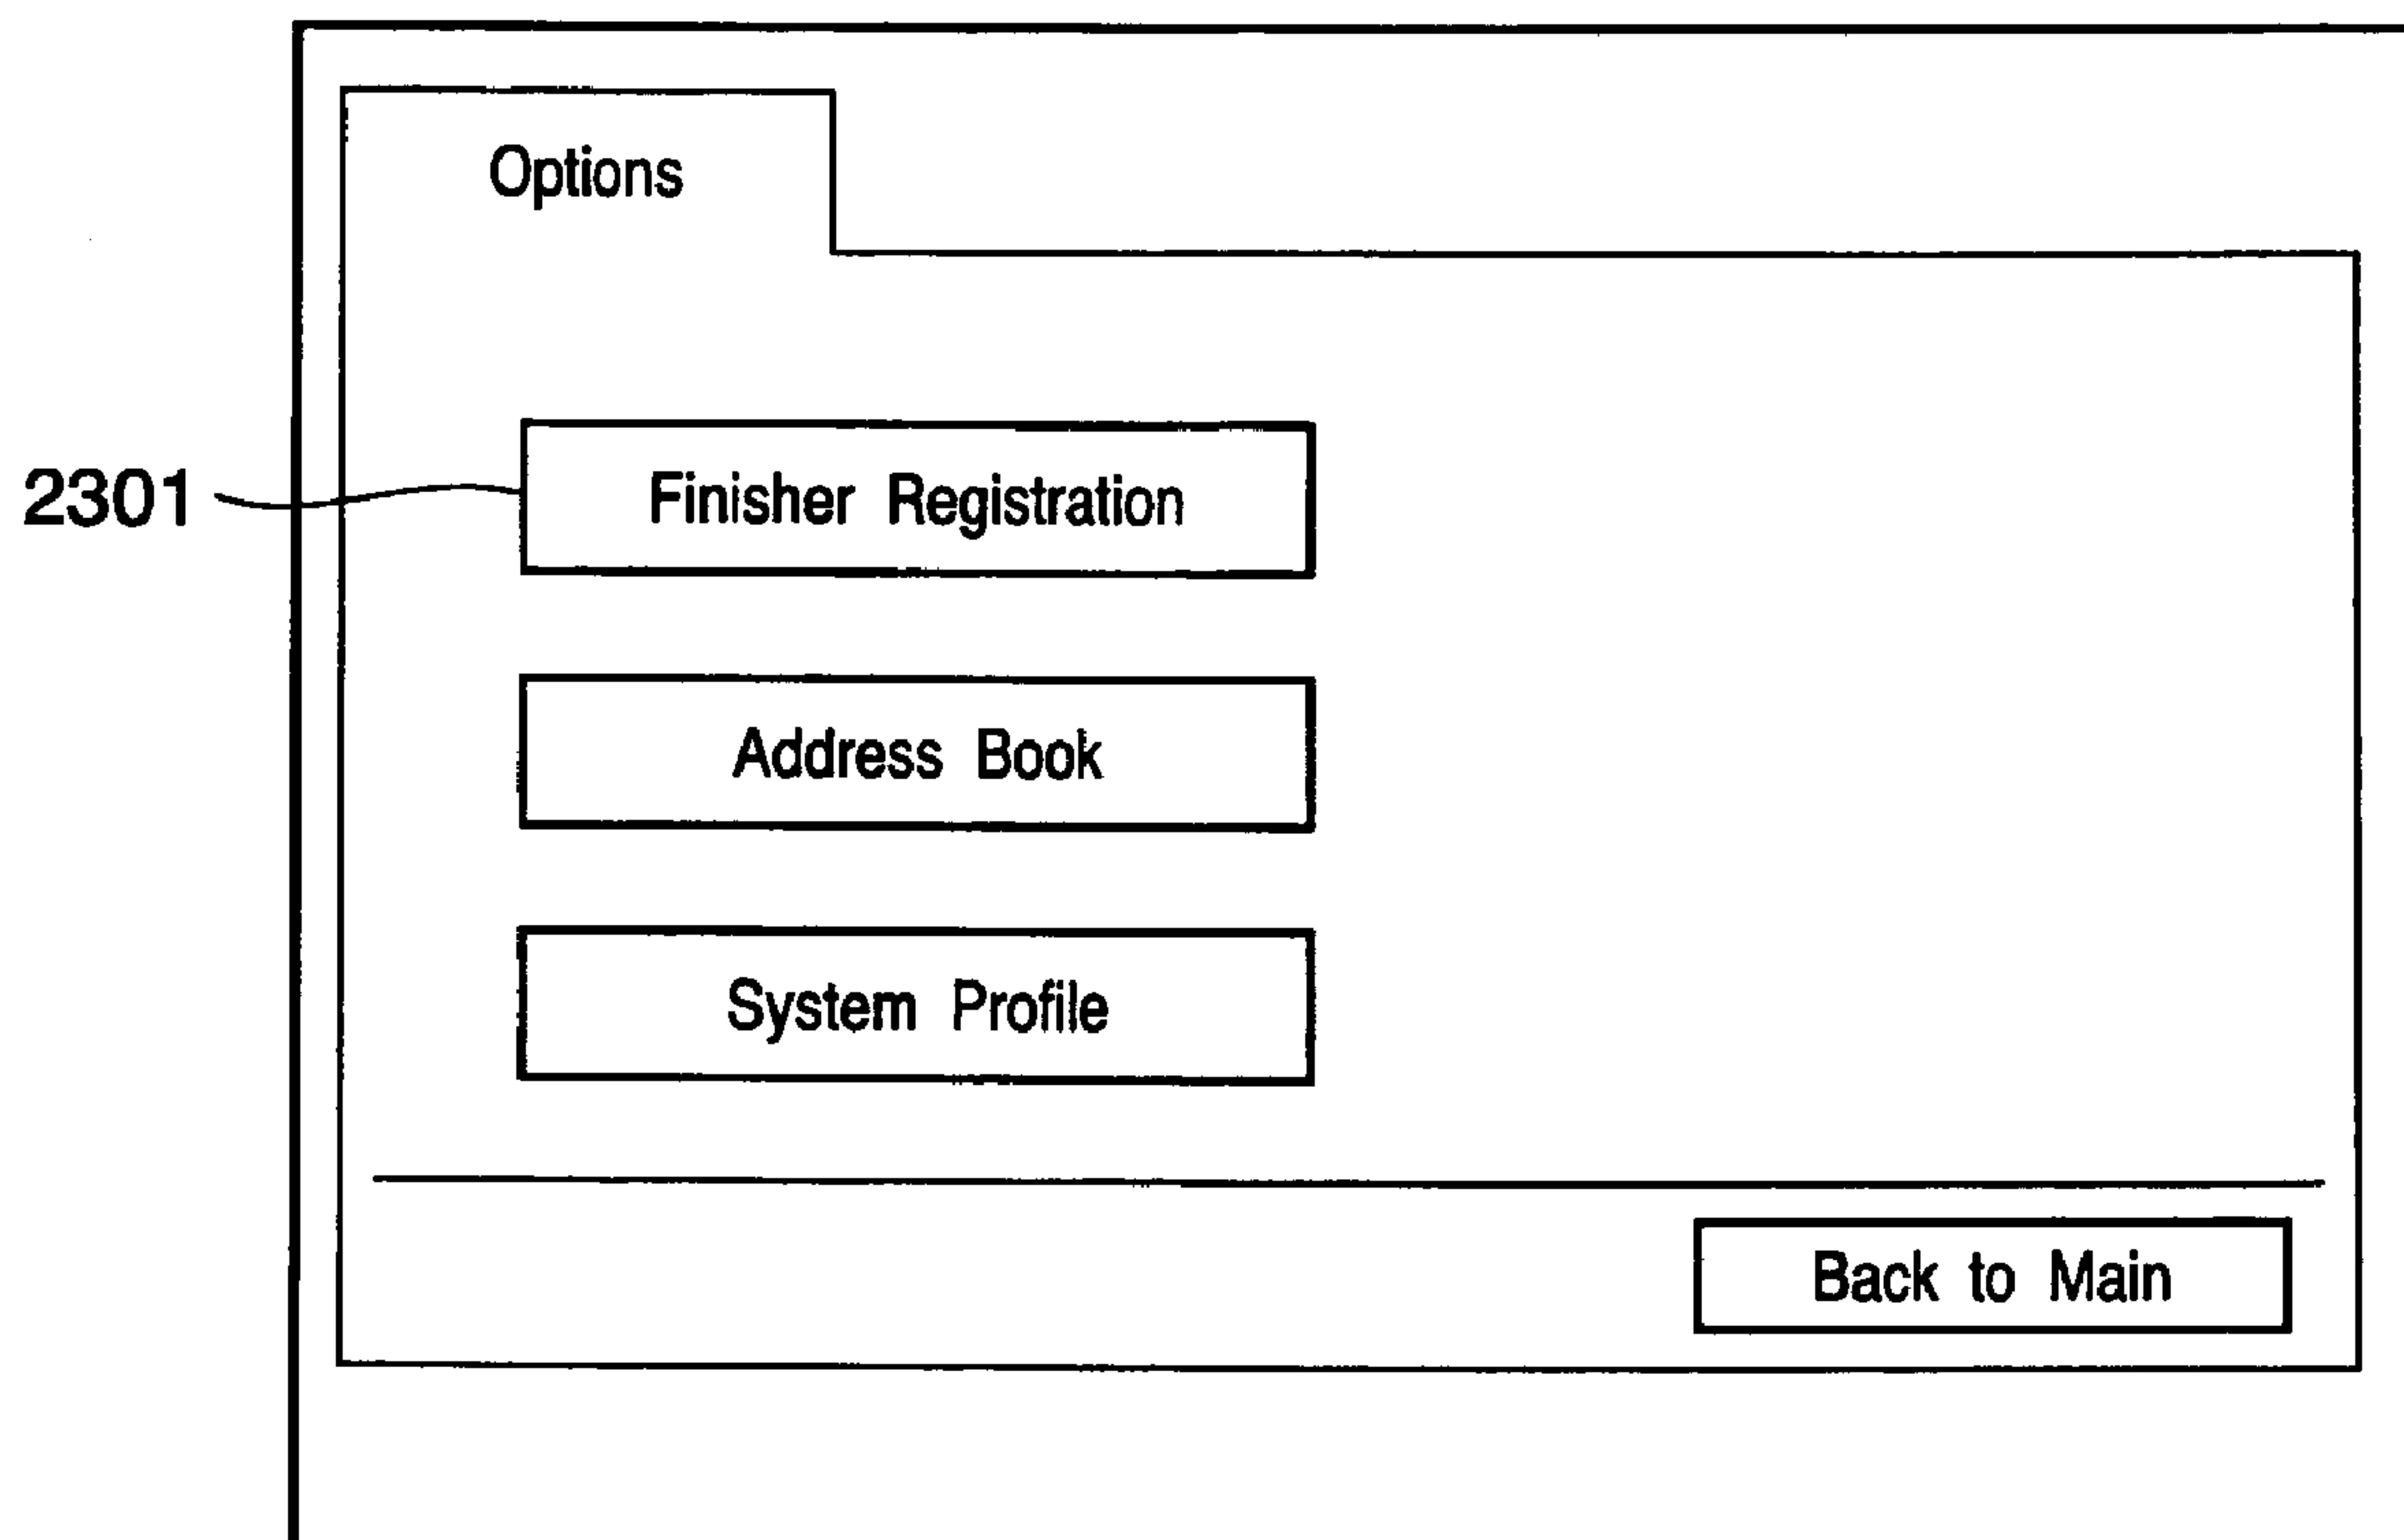 Options
2301
Finisher Registration
Address Book
System Profile
Back to Main